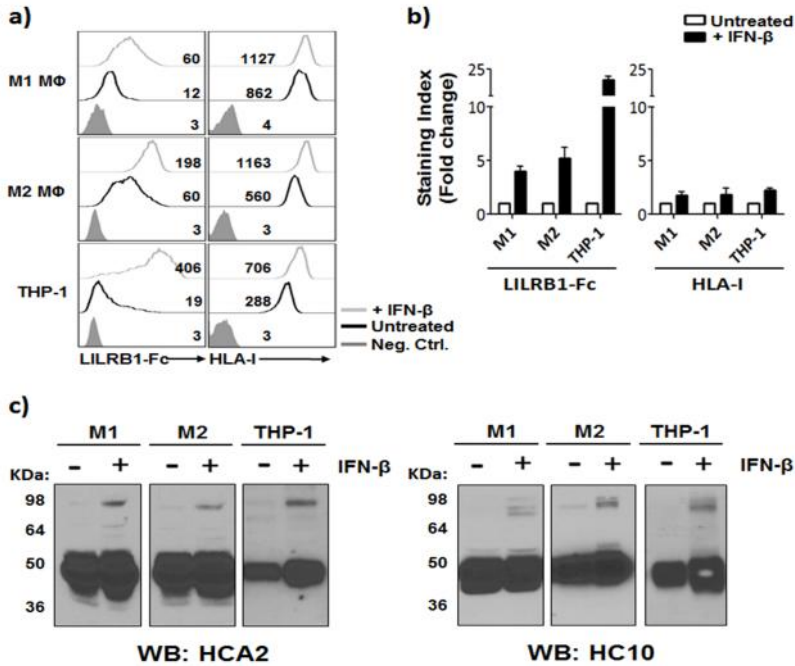 a)
M1 MΦ
60
12
3
1127
862
4
M2 MΦ
198
60
3
1163
560
3
THP-1
406
19
3
706
288
3
LILRB1-Fc
HLA-I
+ IFN-β
Untreated
Neg. Ctrl.
b)
Untreated
+ IFN-β
Staining Index
(Fold change)
25
10
5
0
M1
M2
THP-1
LILRB1-Fc
25
10
5
0
M1
M2
THP-1
HLA-I
c)
M1 M2 THP-1
- + - + - + IFN-β
KDa:
98
64
50
36
WB: HCA2
M1 M2 THP-1
- + - + - + IFN-β
KDa:
98
64
50
36
WB: HC10